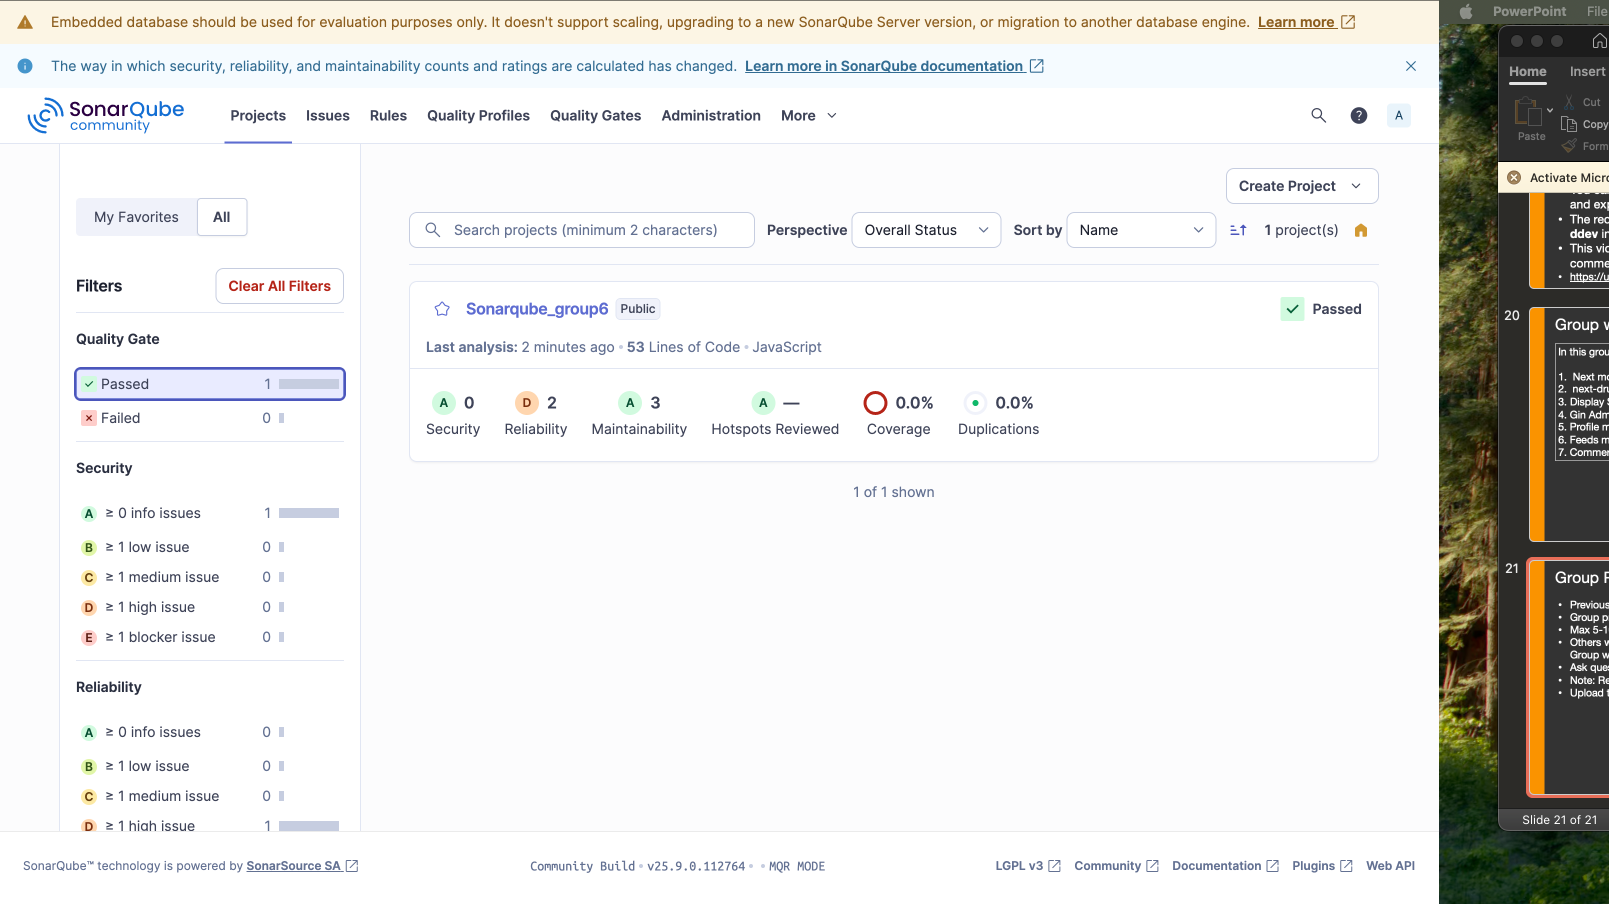 Embedded database should be used for evaluation purposes only. It doesn't support scaling, upgrading to a new SonarQube Server version, or migration to another database engine. Learn more
The way in which security, reliability, and maintainability counts and ratings are calculated has changed. Learn more in SonarQube documentation
SonarQube community
Projects Issues Rules Quality Profiles Quality Gates Administration More
? A
My Favorites All
Filters Clear All Filters
Quality Gate
Passed 1
Failed 0
Security
A ≥ 0 info issues 1
B ≥ 1 low issue 0
C ≥ 1 medium issue 0
D ≥ 1 high issue 0
E ≥ 1 blocker issue 0
Reliability
A ≥ 0 info issues 0
B ≥ 1 low issue 0
C ≥ 1 medium issue 0
D ≥ 1 high issue 1
Create Project
Search projects (minimum 2 characters) Perspective Overall Status Sort by Name 1 project(s)
Sonarqube_group6 Public Passed
Last analysis: 2 minutes ago • 53 Lines of Code • JavaScript
A 0 D 2 A 3 A — 0.0% 0.0%
Security Reliability Maintainability Hotspots Reviewed Coverage Duplications
1 of 1 shown
SonarQube™ technology is powered by SonarSource SA
Community Build • v25.9.0.112764 • • MQR MODE
LGPL v3 Community Documentation Plugins Web API
PowerPoint File
Home Insert
Paste
Cut
Copy
Form
Activate Micro
and exp
• The rec
ddev in
• This vid
comme
• https://u
20
Group w
In this grou
1. Next mo
2. next-dru
3. Display S
4. Gin Adm
5. Profile m
6. Feeds m
7. Commer
21
Group P
• Previous
• Group p
• Max 5-1
• Others w
Group w
• Ask ques
• Note: Re
• Upload t
Slide 21 of 21